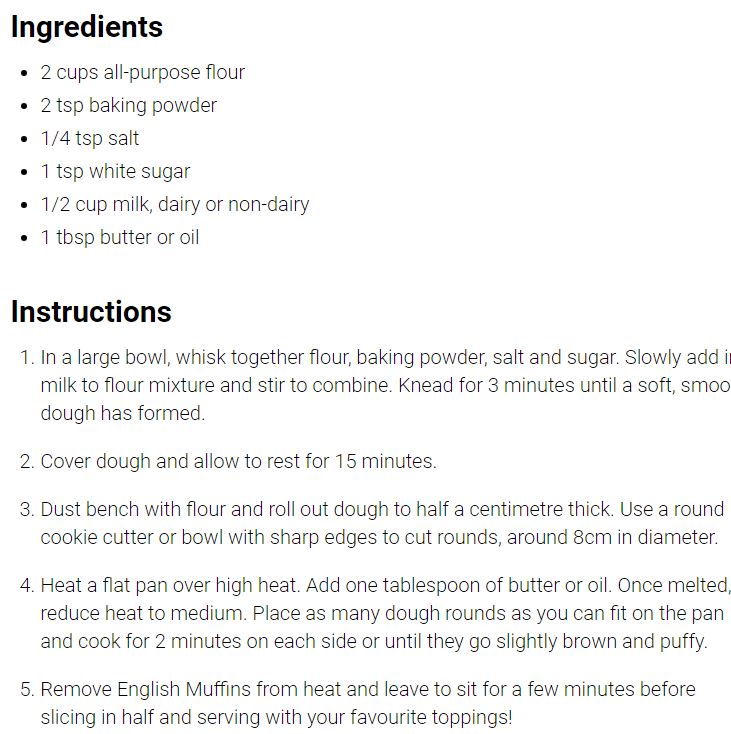 Ingredients
• 2 cups all-purpose flour
• 2 tsp baking powder
• 1/4 tsp salt
• 1 tsp white sugar
• 1/2 cup milk, dairy or non-dairy
• 1 tbsp butter or oil
Instructions
1. In a large bowl, whisk together flour, baking powder, salt and sugar. Slowly add
milk to flour mixture and stir to combine. Knead for 3 minutes until a soft, smoo
dough has formed.
2. Cover dough and allow to rest for 15 minutes.
3. Dust bench with flour and roll out dough to half a centimetre thick. Use a round
cookie cutter or bowl with sharp edges to cut rounds, around 8cm in diameter.
4. Heat a flat pan over high heat. Add one tablespoon of butter or oil. Once melted,
reduce heat to medium. Place as many dough rounds as you can fit on the pan
and cook for 2 minutes on each side or until they go slightly brown and puffy.
5. Remove English Muffins from heat and leave to sit for a few minutes before
slicing in half and serving with your favourite toppings!